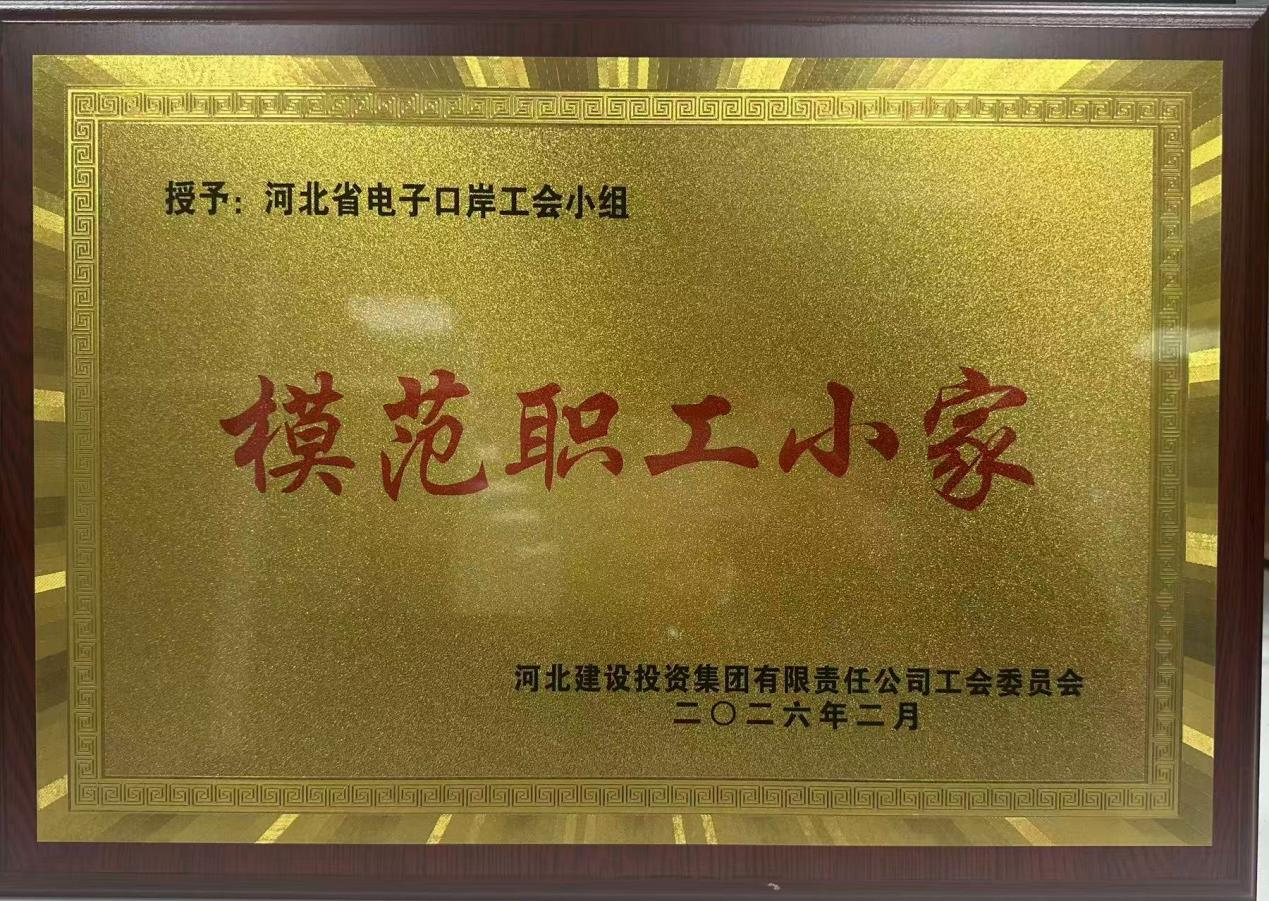 授予：河北省电子口岸工会小组
模范职工小家
河北建设投资集团有限责任公司工会委员会
二〇二六年二月